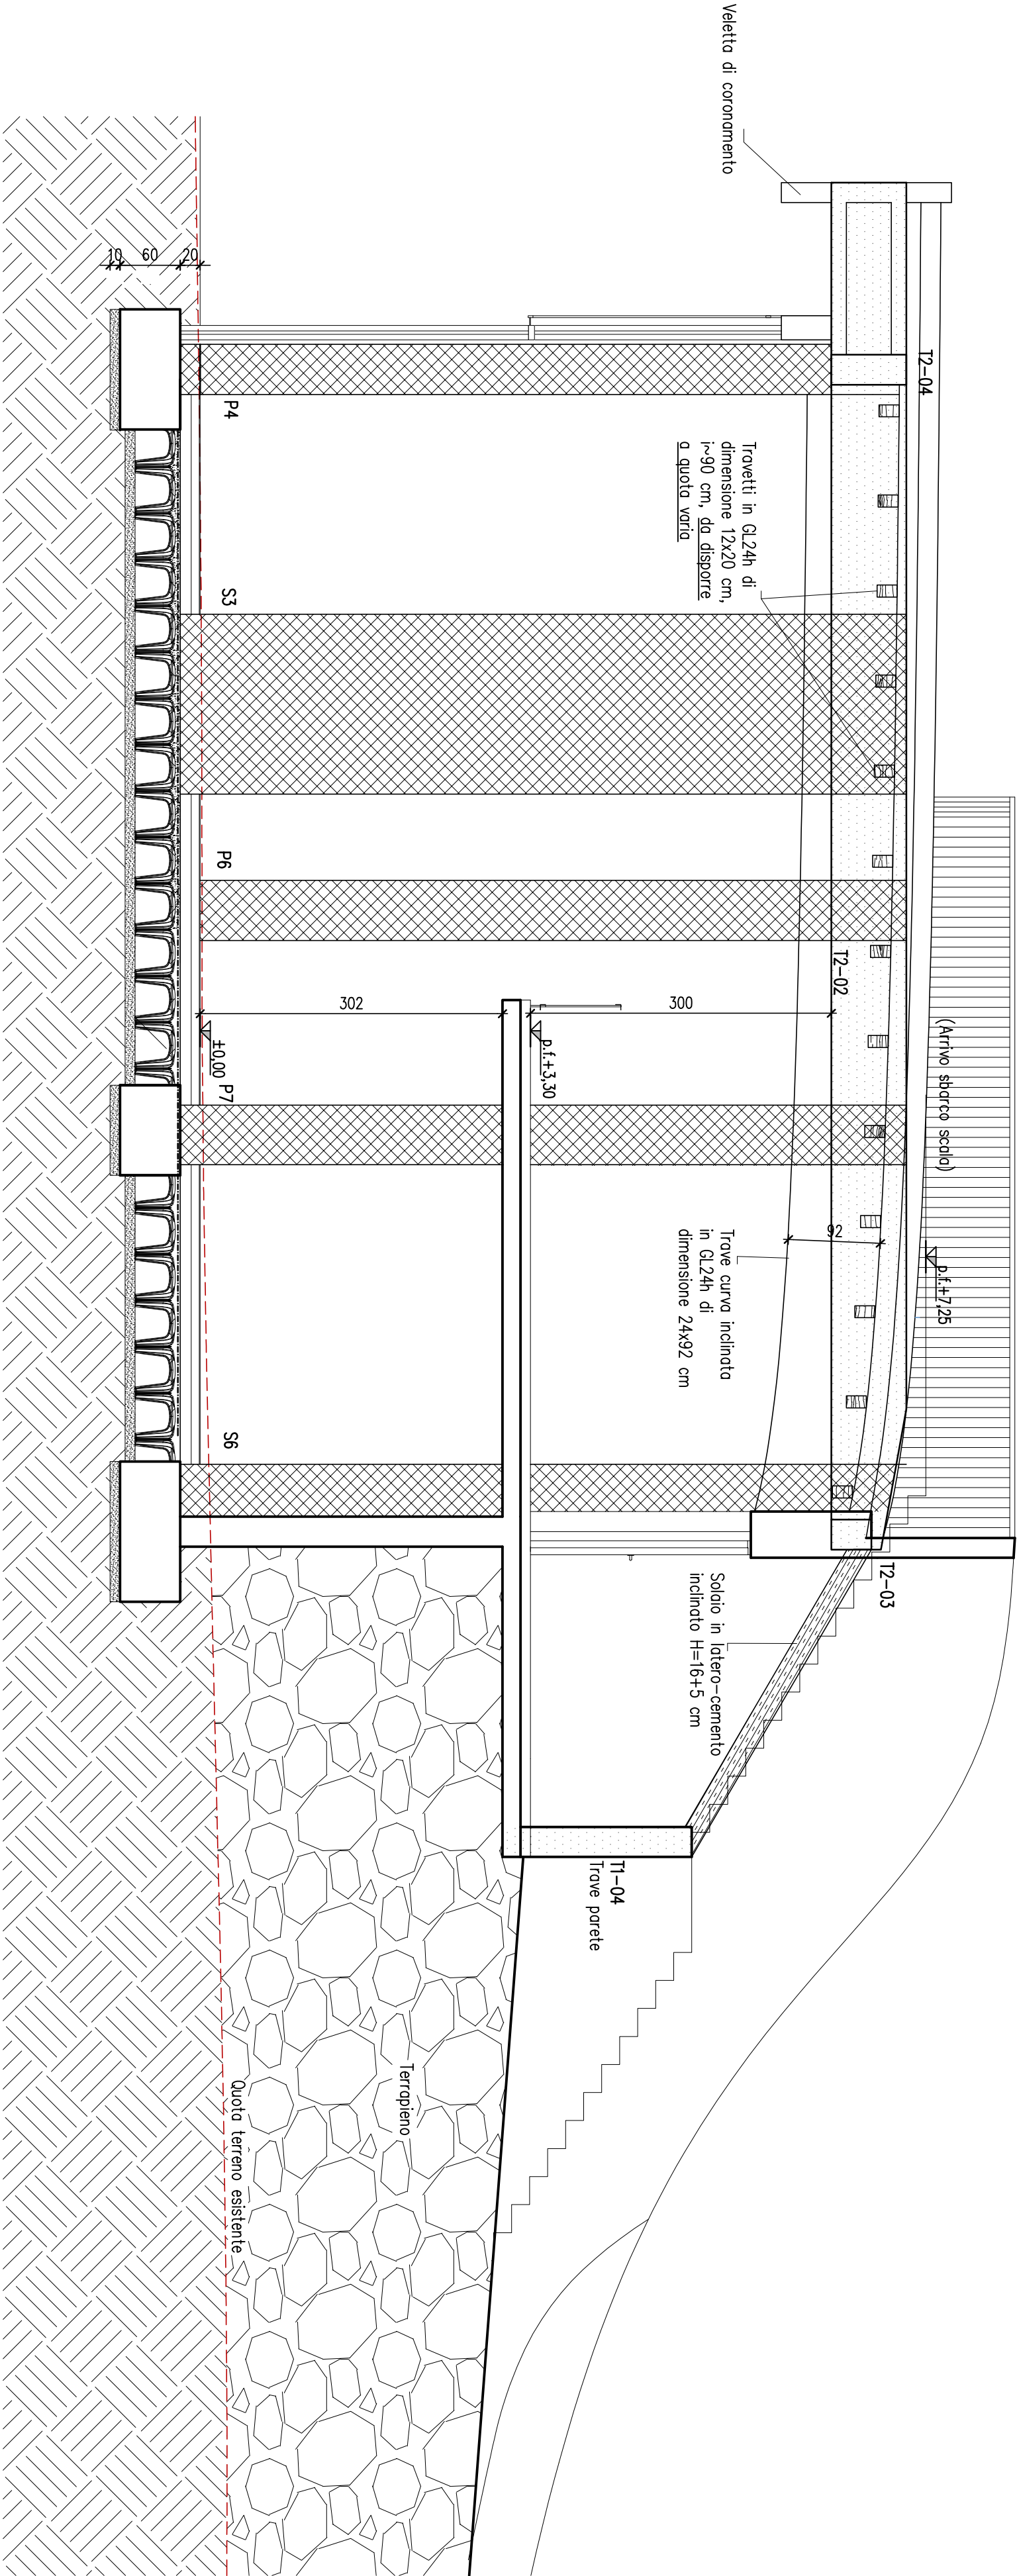 Veletta di coronamento
T2-04
10
60
20
P4
Travetti in GL24h di
dimensione 12x20 cm,
i~90 cm, da disporre
a quota varia
S3
P6
T2-02
(Arrivo sbarco scala)
302
300
±0,00
p.f.+3,30
P7
p.f.+7,25
92
Trave curva inclinata
in GL24h di
dimensione 24x92 cm
S6
T2-03
Solaio in latero-cemento
inclinato H=16+5 cm
T1-04
Trave parete
Terrapieno
Quota terreno esistente